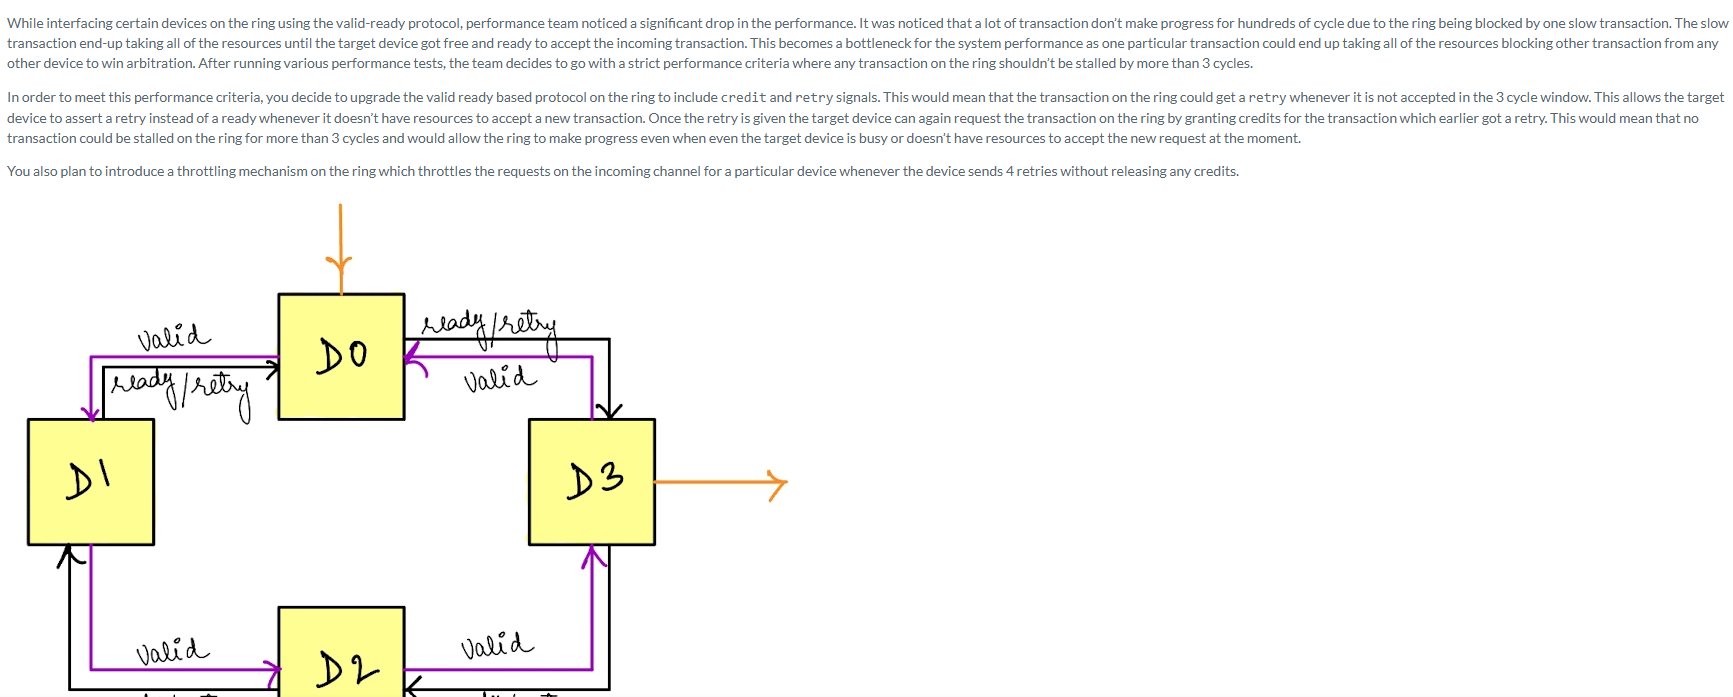 While interfacing certain devices on the ring using the valid-ready protocol, performance team noticed a significant drop in the performance. It was noticed that a lot of transaction don't make progress for hundreds of cycle due to the ring being blocked by one slow transaction. The slow
transaction end-up taking all of the resources until the target device got free and ready to accept the incoming transaction. This becomes a bottleneck for the system performance as one particular transaction could end up taking all of the resources blocking other transaction from any
other device to win arbitration. After running various performance tests, the team decides to go with a strict performance criteria where any transaction on the ring shouldn't be stalled by more than 3 cycles.
In order to meet this performance criteria, you decide to upgrade the valid ready based protocol on the ring to include credit and retry signals. This would mean that the transaction on the ring could get a retry whenever it is not accepted in the 3 cycle window. This allows the target
device to assert a retry instead of a ready whenever it doesn't have resources to accept a new transaction. Once the retry is given the target device can again request the transaction on the ring by granting credits for the transaction which earlier got a retry. This would mean that no
transaction could be stalled on the ring for more than 3 cycles and would allow the ring to make progress even when even the target device is busy or doesn't have resources to accept the new request at the moment.
You also plan to introduce a throttling mechanism on the ring which throttles the requests on the incoming channel for a particular device whenever the device sends 4 retries without releasing any credits.
valid
ready/retry
D0
ready/retry
valid
D1
D3
valid
D2
valid